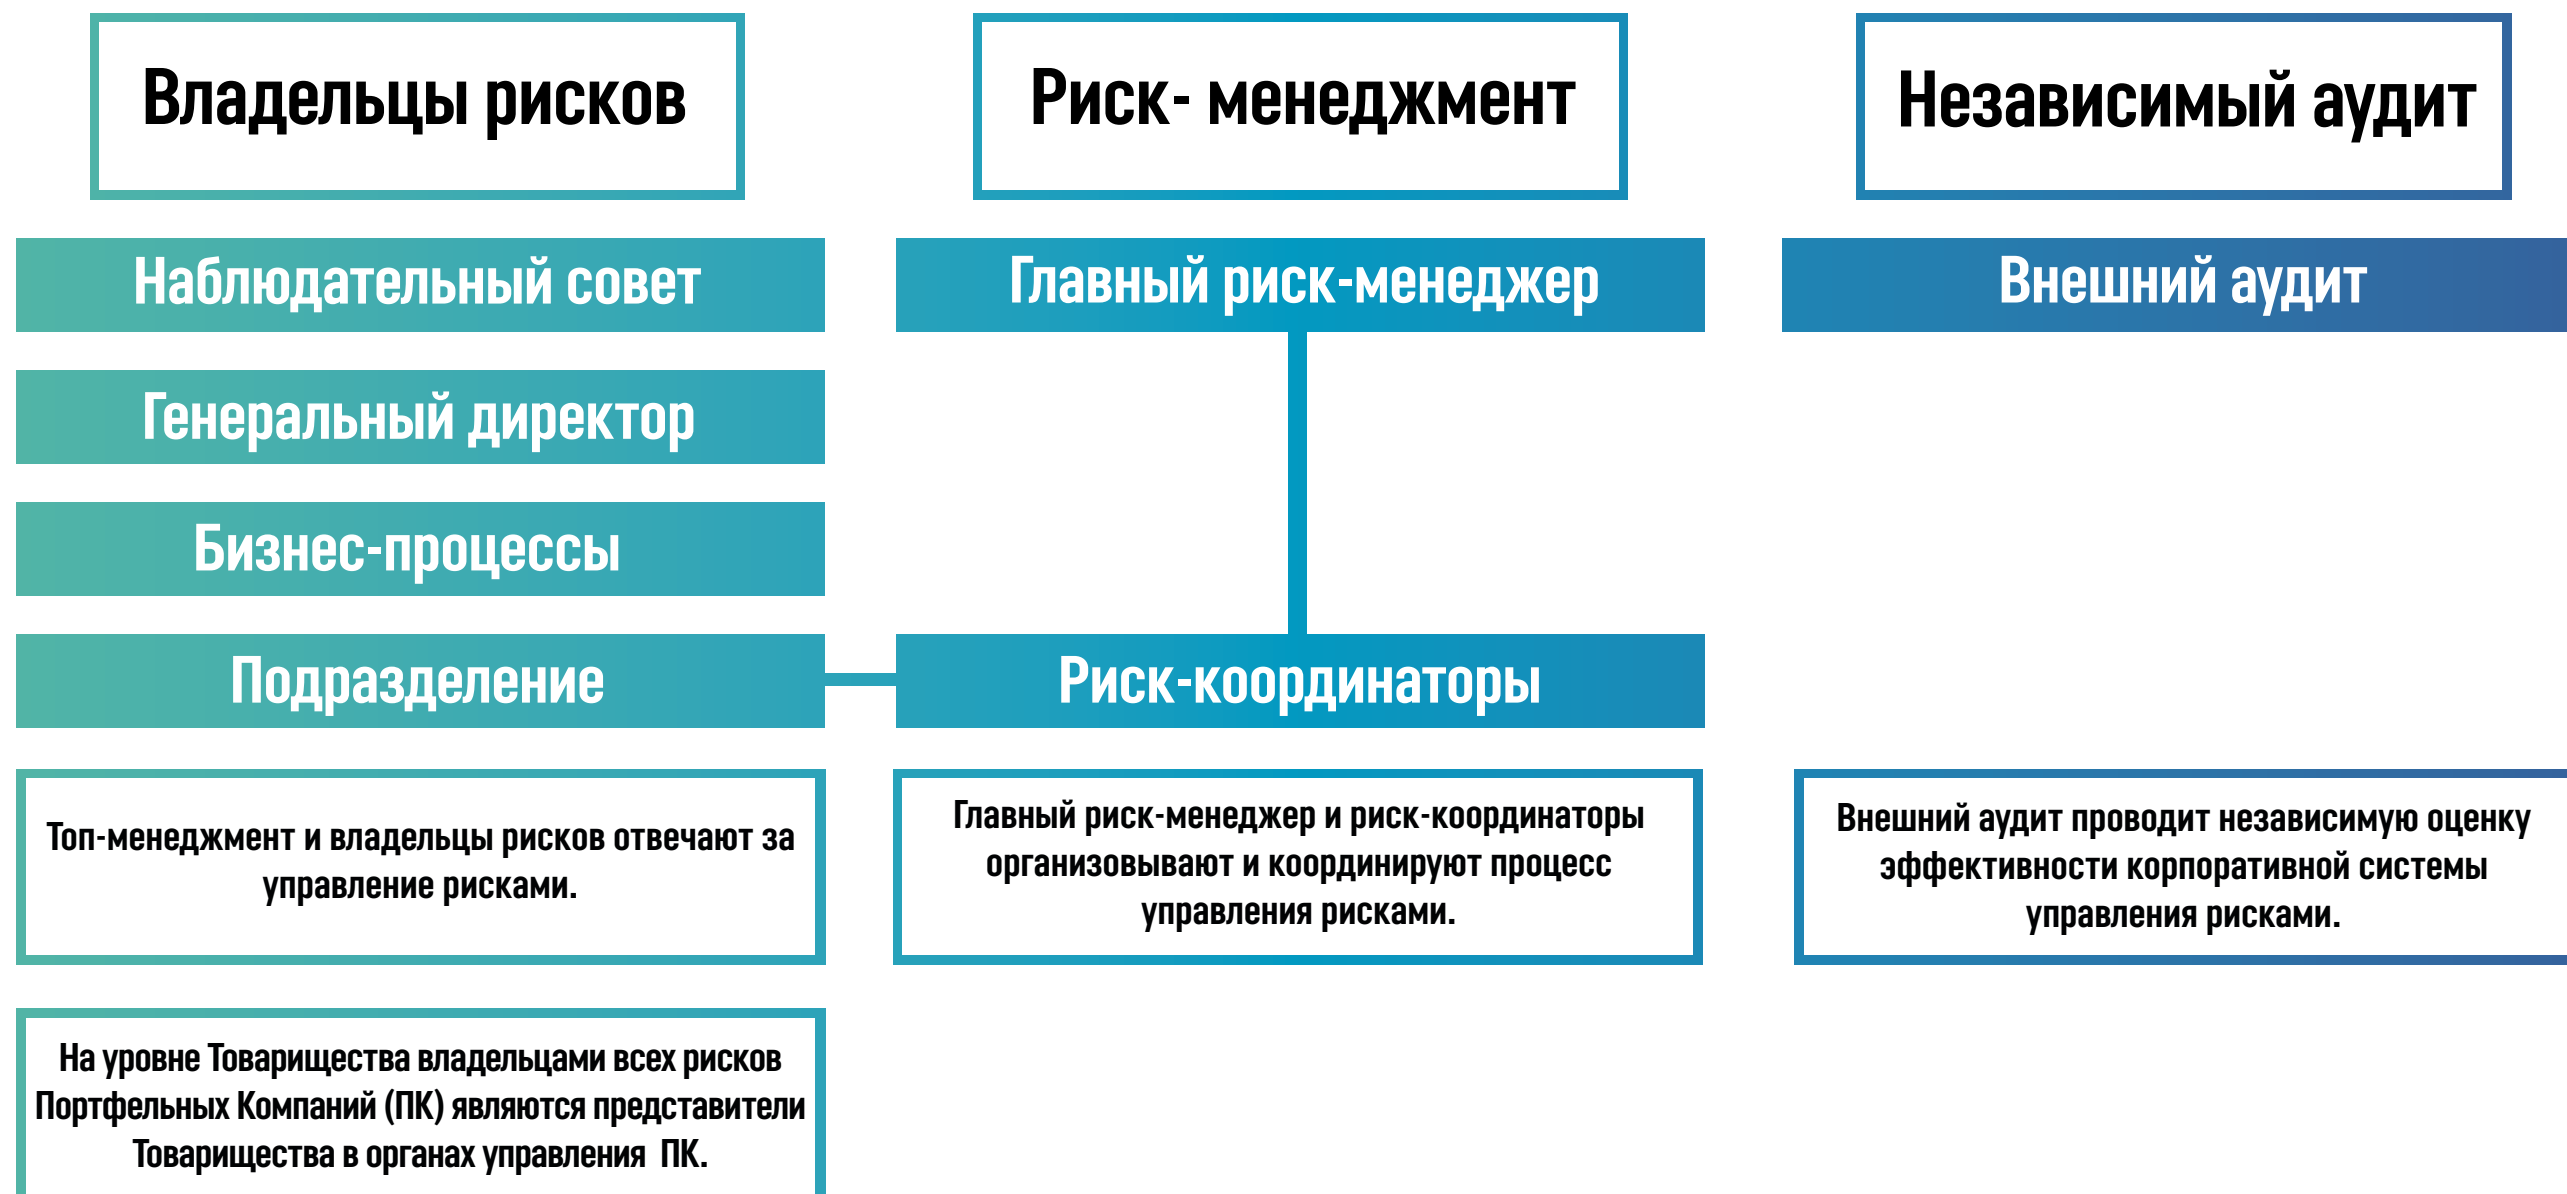 Владельцы рисков
Риск- менеджмент
Независимый аудит
Наблюдательный совет
Главный риск-менеджер
Внешний аудит
Генеральный директор
Бизнес-процессы
Подразделение
Риск-координаторы
Топ-менеджмент и владельцы рисков отвечают за
управление рисками.
Главный риск-менеджер и риск-координаторы
организовывают и координируют процесс
управления рисками.
Внешний аудит проводит независимую оценку
эффективности корпоративной системы
управления рисками.
На уровне Товарищества владельцами всех рисков
Портфельных Компаний (ПК) являются представители
Товарищества в органах управления  ПК.